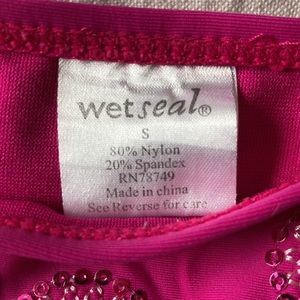 wetseal®
S
80% Nylon
20% Spandex
RN78749
Made in china
See Reverse for care